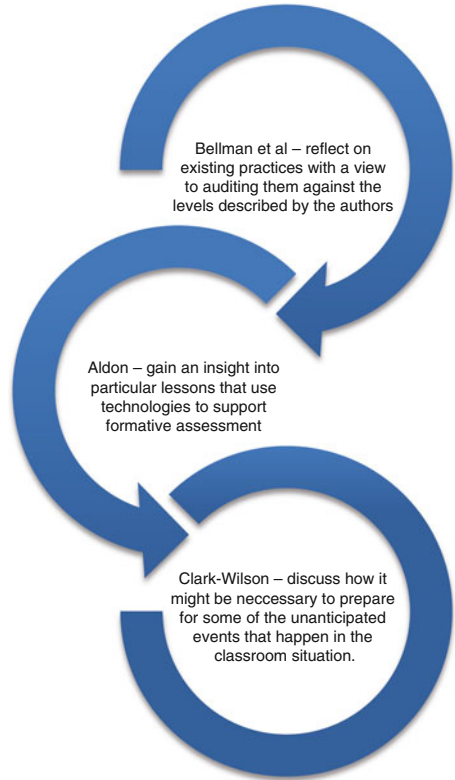 Bellman et al – reflect on
existing practices with a view
to auditing them against the
levels described by the authors
Aldon – gain an insight into
particular lessons that use
technologies to support
formative assessment
Clark-Wilson – discuss how it
might be neccessary to prepare
for some of the unanticipated
events that happen in the
classroom situation.